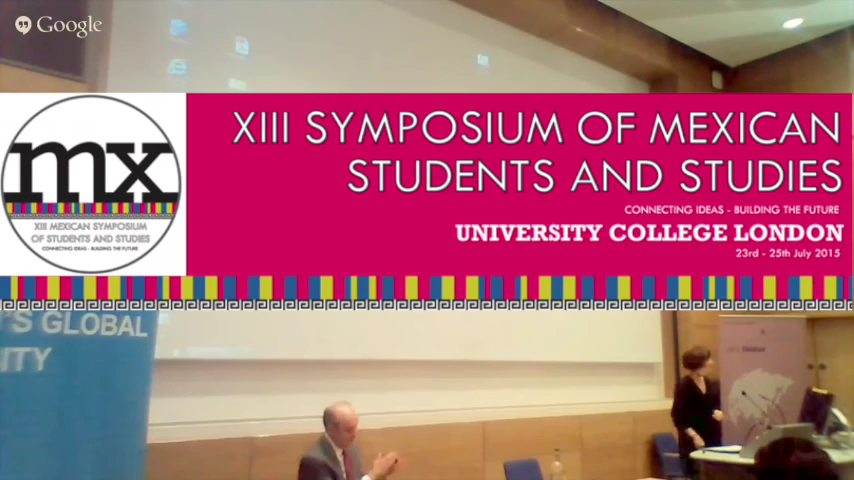 Google
XIII SYMPOSIUM OF MEXICAN
STUDENTS AND STUDIES
CONNECTING IDEAS - BUILDING THE FUTURE
UNIVERSITY COLLEGE LONDON
23rd - 25th July 2015
mx
XIII MEXICAN SYMPOSIUM
OF STUDENTS AND STUDIES
CONNECTING IDEAS - BUILDING THE FUTURE
'S GLOBAL
ITY